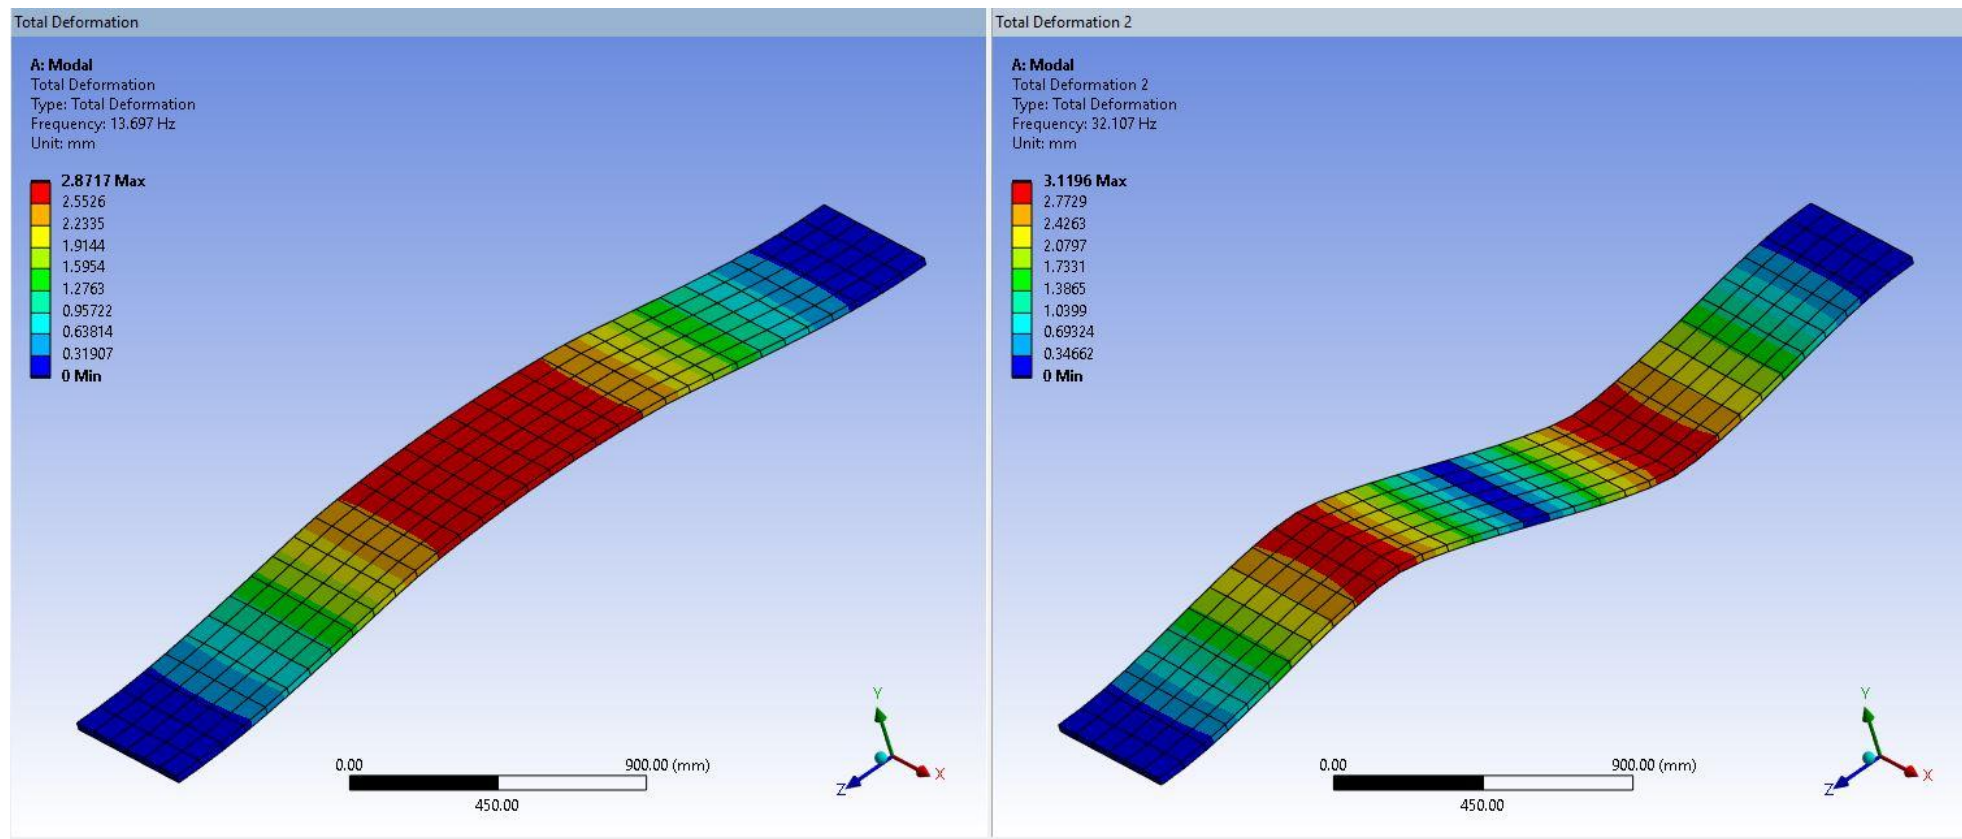 Total Deformation
A: Modal
Total Deformation
Type: Total Deformation
Frequency: 13.697 Hz
Unit: mm
2.8717 Max
2.5526
2.2335
1.9144
1.5954
1.2763
0.95722
0.63814
0.31907
0 Min
0.00
900.00 (mm)
450.00
Y
X
Z
Total Deformation 2
A: Modal
Total Deformation 2
Type: Total Deformation
Frequency: 32.107 Hz
Unit: mm
3.1196 Max
2.7729
2.4263
2.0797
1.7331
1.3865
1.0399
0.69324
0.34662
0 Min
0.00
900.00 (mm)
450.00
Y
X
Z